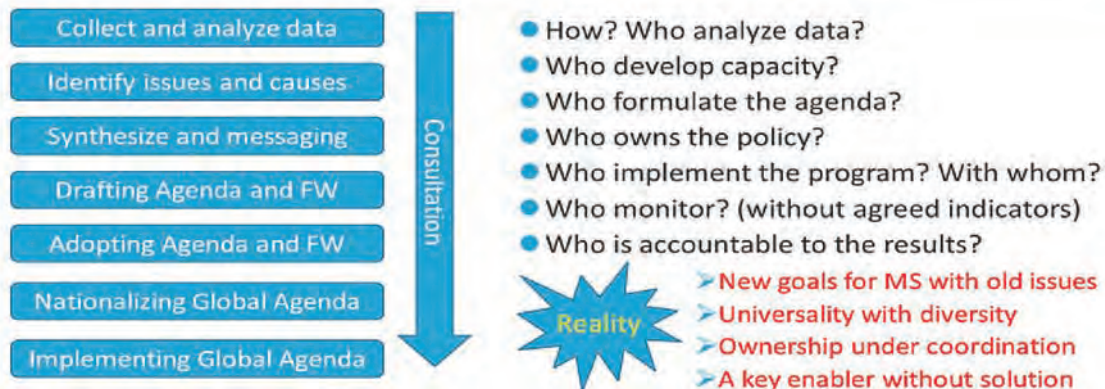 Collect and analyze data
Identify issues and causes
Synthesize and messaging
Drafting Agenda and FW
Adopting Agenda and FW
Nationalizing Global Agenda
Implementing Global Agenda
Consultation
How? Who analyze data?
Who develop capacity?
Who formulate the agenda?
Who owns the policy?
Who implement the program? With whom?
Who monitor? (without agreed indicators)
Who is accountable to the results?
Reality
New goals for MS with old issues
Universality with diversity
Ownership under coordination
A key enabler without solution